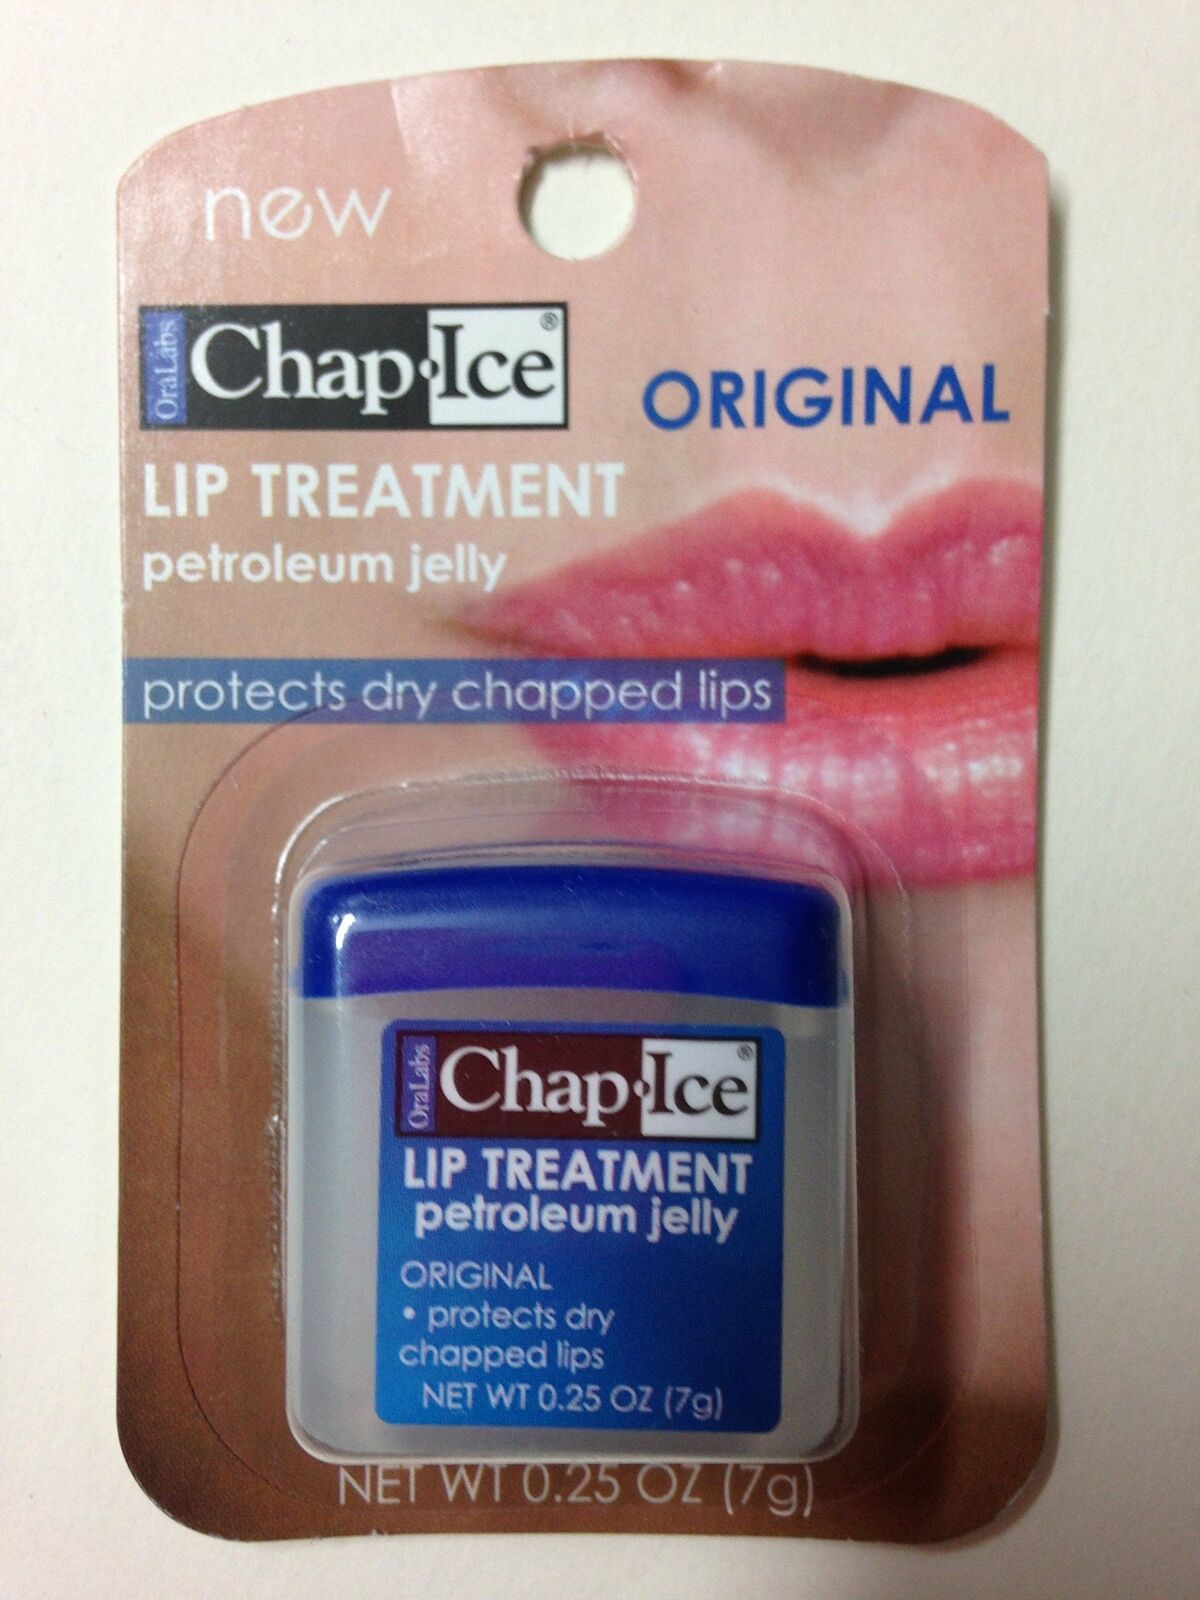 new
OraLabs Chap·Ice®
ORIGINAL
LIP TREATMENT
petroleum jelly
protects dry chapped lips
OraLabs Chap·Ice®
LIP TREATMENT
petroleum jelly
ORIGINAL
• protects dry
chapped lips
NET WT 0.25 OZ (7g)
NET WT 0.25 OZ (7g)